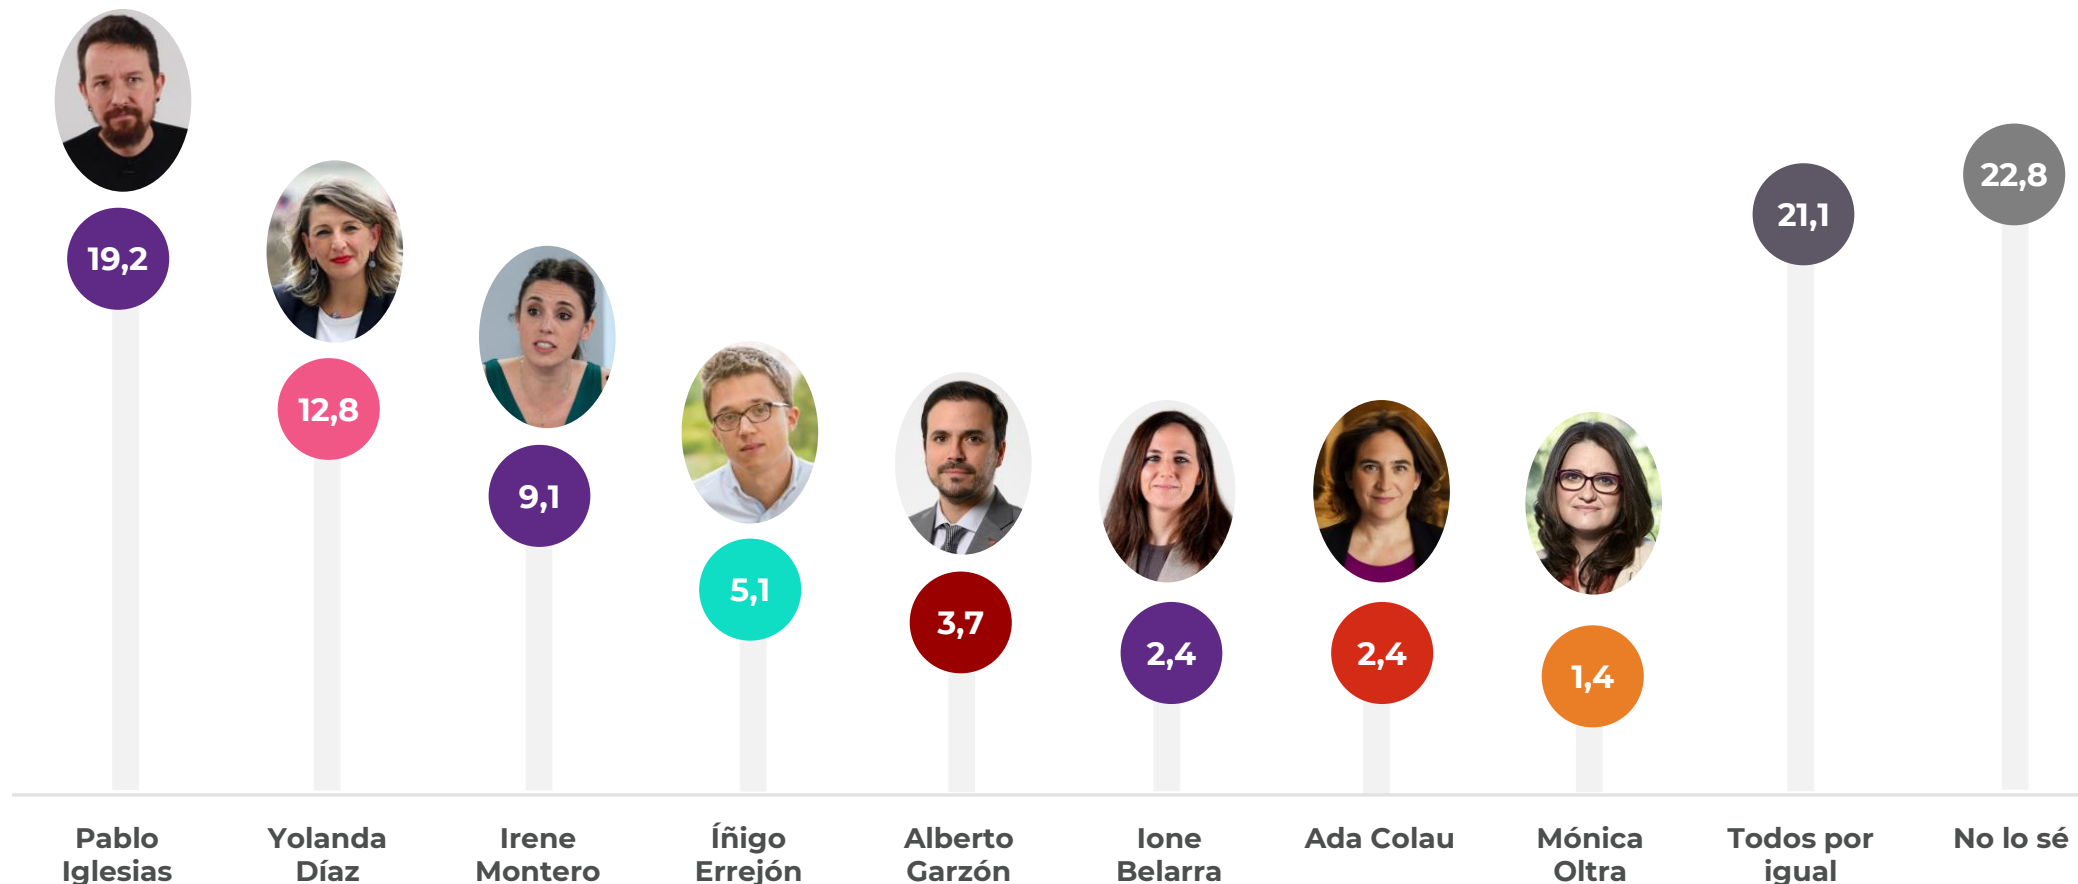 19,2
12,8
9,1
5,1
3,7
2,4
2,4
1,4
21,1
22,8
Pablo
Iglesias
Yolanda
Díaz
Irene
Montero
Íñigo
Errejón
Alberto
Garzón
Ione
Belarra
Ada Colau
Mónica
Oltra
Todos por
igual
No lo sé